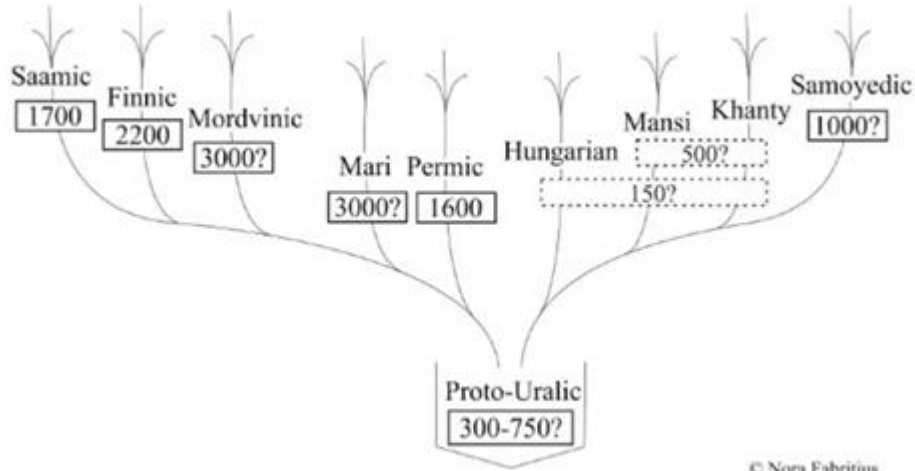 Saamic
1700
Finnic
2200
Mordvinic
3000?
Mari
3000?
Permic
1600
Hungarian
Mansi
Khanty
500?
150?
Samoyedic
1000?
Proto-Uralic
300-750?
© Nora Fabritius